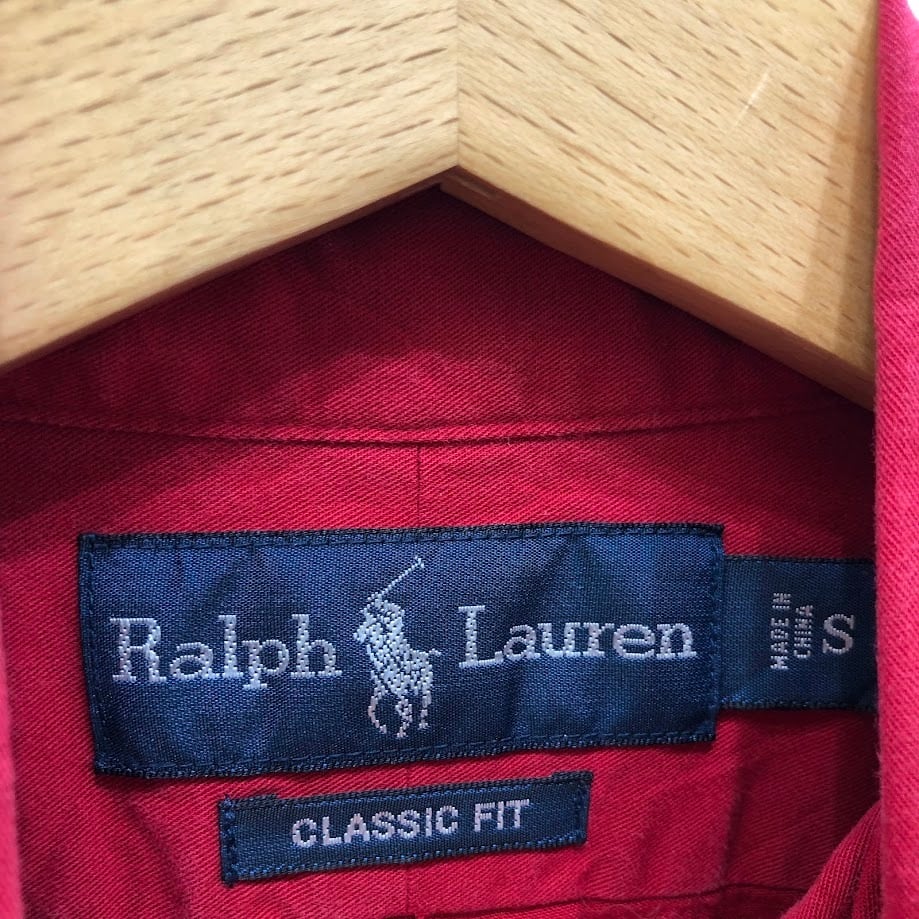 Ralph Lauren
MADE IN
CHINA
S
CLASSIC FIT